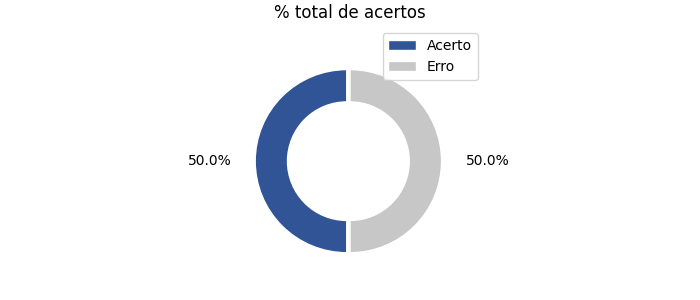 % total de acertos
Acerto
Erro
50.0%
50.0%